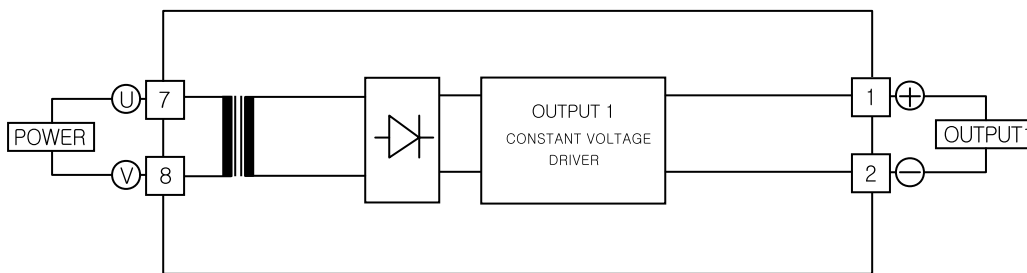 POWER
U
V
7
8
OUTPUT 1
CONSTANT VOLTAGE
DRIVER
1
2
+
−
OUTPUT1